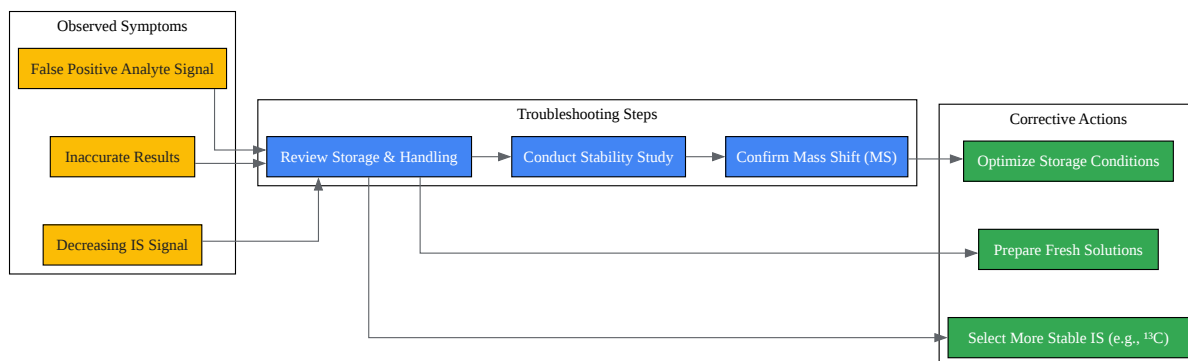 Observed Symptoms
False Positive Analyte Signal
Inaccurate Results
Decreasing IS Signal
Troubleshooting Steps
Review Storage & Handling
Conduct Stability Study
Confirm Mass Shift (MS)
Corrective Actions
Optimize Storage Conditions
Prepare Fresh Solutions
Select More Stable IS (e.g., ¹³C)